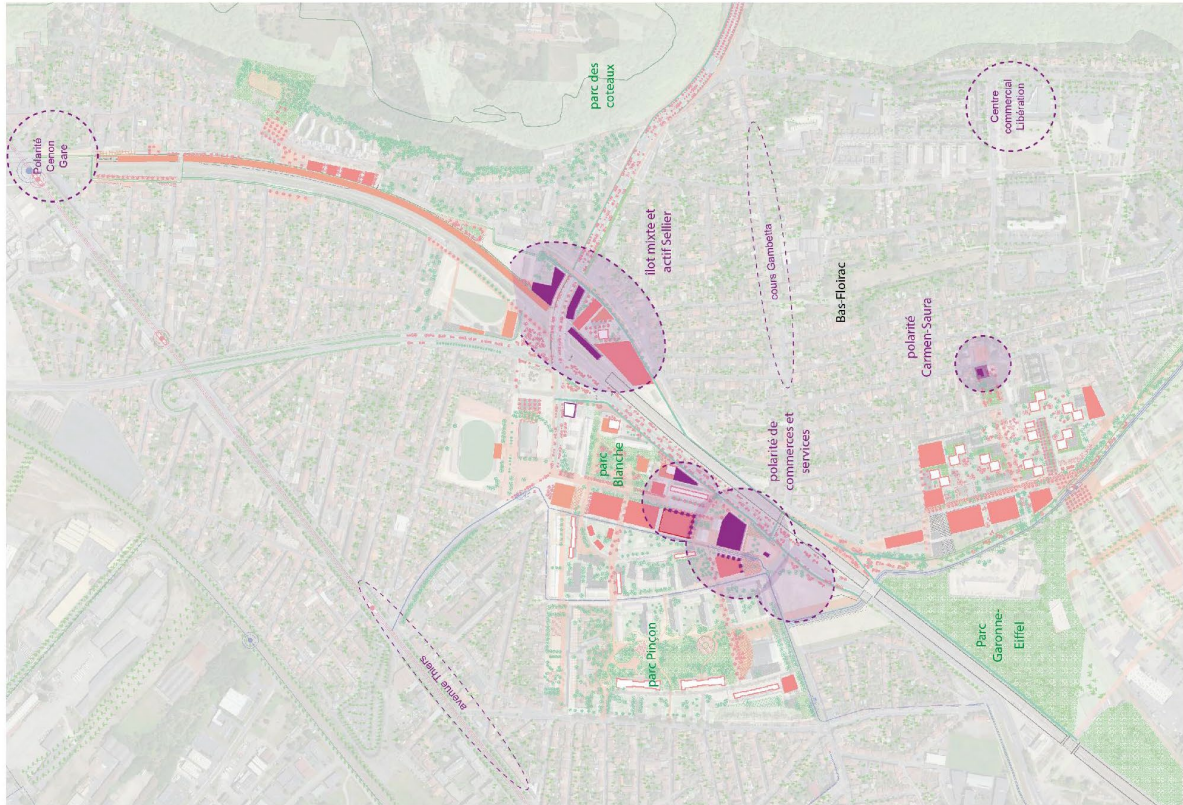 Polarité
Cenon
Gare
parc des
coteaux
Centre
commercial
Libération
îlot mixte et
actif Sellier
cours Gambetta
Bas-Floirac
polarité
Carmen-Saura
polarité de
commerces et
services
parc
Blanche
avenue Thiers
parc Pinçon
Parc
Garonne-
Eiffel